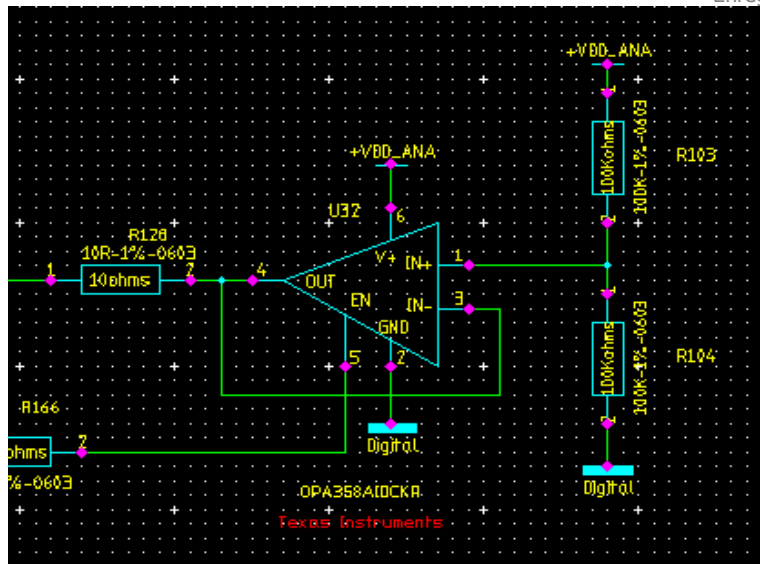 +VDD_ANA
1
100Kohms
100K-1%-0603
R103
2
+VDD_ANA
U32
6
V+
IN+
1
R128
10R-1%-0603
1
10ohms
2
4
OUT
EN
IN-
3
GND
5
2
1
100Kohms
100K-1%-0603
R104
2
Digital
R166
ohms
2
%-0603
Digital
OPA358AIDCKR
Texas Instruments